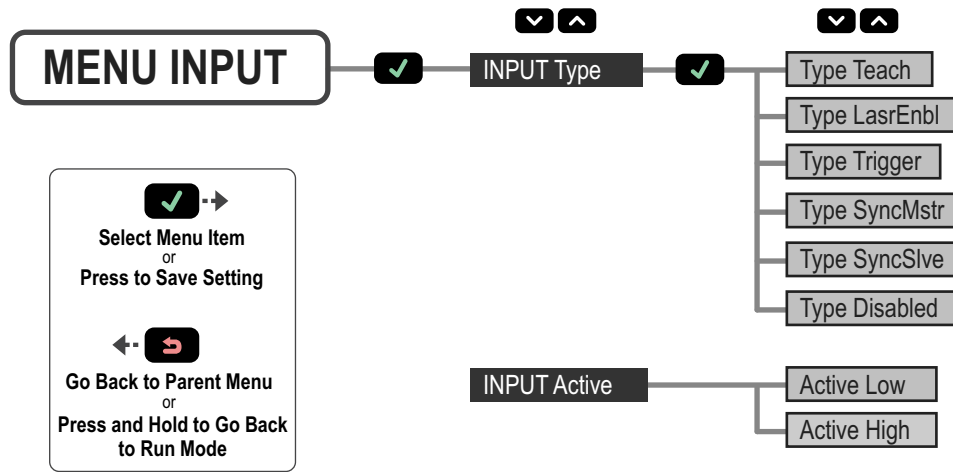 MENU INPUT
INPUT Type
Type Teach
Type LasrEnbl
Type Trigger
Type SyncMstr
Type SyncSlve
Type Disabled
INPUT Active
Active Low
Active High
Select Menu Item
or
Press to Save Setting
Go Back to Parent Menu
or
Press and Hold to Go Back
to Run Mode